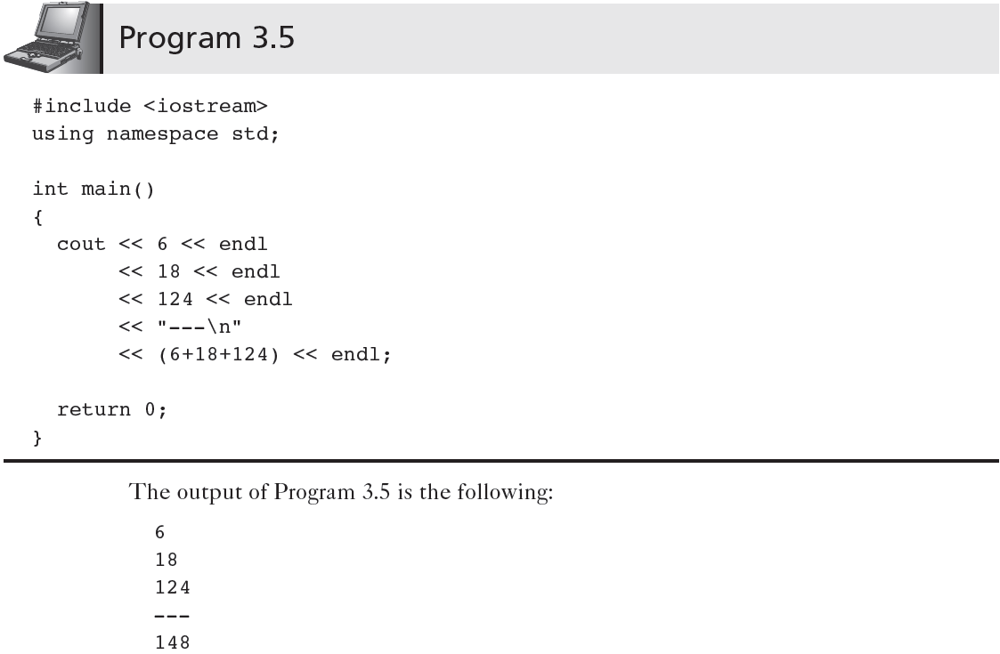 Program 3.5
#include <iostream>
using namespace std;
int main()
{
  cout << 6 << endl
       << 18 << endl
       << 124 << endl
       << "---\n"
       << (6+18+124) << endl;
  return 0;
}
The output of Program 3.5 is the following:
6
18
124
---
148